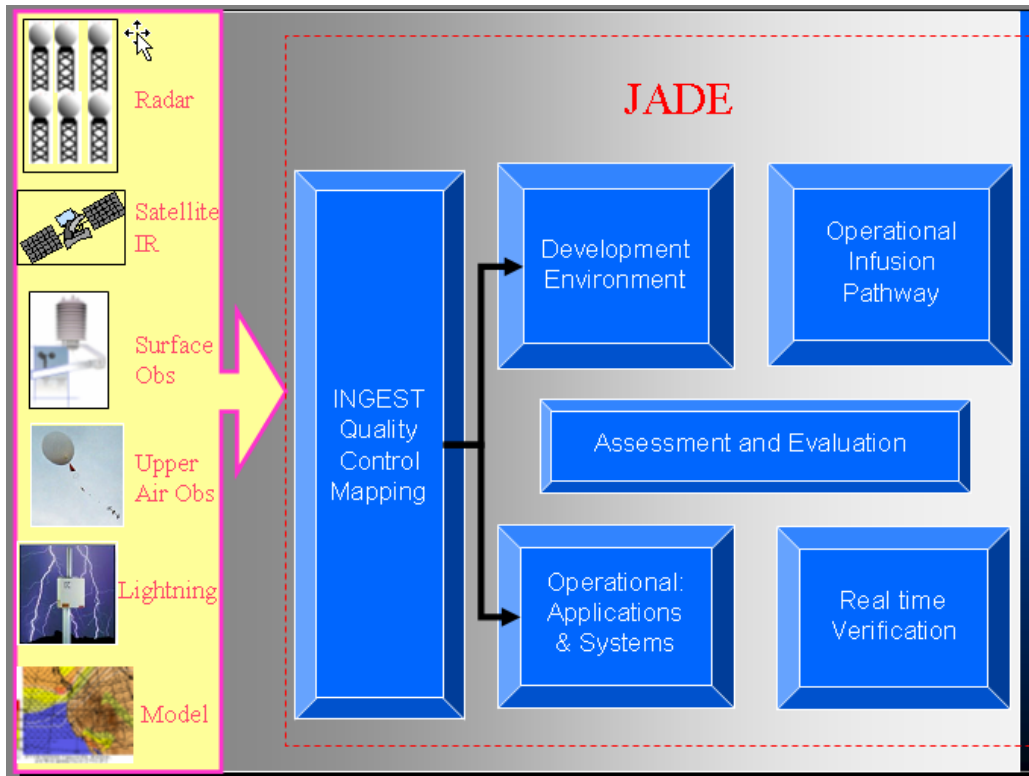 Radar
Satellite
IR
Surface
Obs
Upper
Air Obs
Lightning
Model
JADE
INGEST
Quality
Control
Mapping
Development
Environment
Operational
Infusion
Pathway
Assessment and Evaluation
Operational:
Applications
& Systems
Real time
Verification